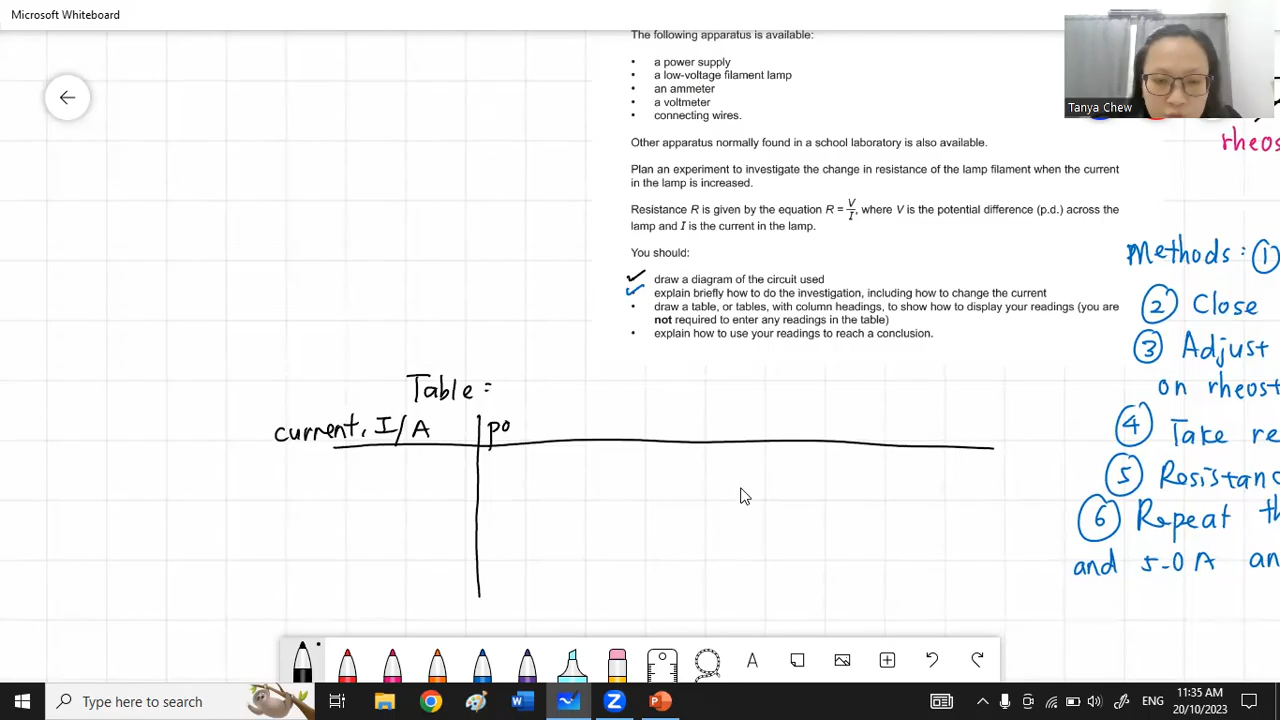 Microsoft Whiteboard
The following apparatus is available:
• a power supply
• a low-voltage filament lamp
• an ammeter
• a voltmeter
• connecting wires.
Other apparatus normally found in a school laboratory is also available.
Plan an experiment to investigate the change in resistance of the lamp filament when the current
in the lamp is increased.
Resistance R is given by the equation R = V/I, where V is the potential difference (p.d.) across the
lamp and I is the current in the lamp.
You should:
draw a diagram of the circuit used
explain briefly how to do the investigation, including how to change the current
• draw a table, or tables, with column headings, to show how to display your readings (you are
not required to enter any readings in the table)
• explain how to use your readings to reach a conclusion.
Tanya Chew
rheos
Methods: ①
② Close
③ Adjust
on rheost
④ Take re
⑤ Resistanc
⑥ Repeat th
and 5.0 A an
Table:
current, I/A
po
A
Type here to search
ENG
11:35 AM
20/10/2023